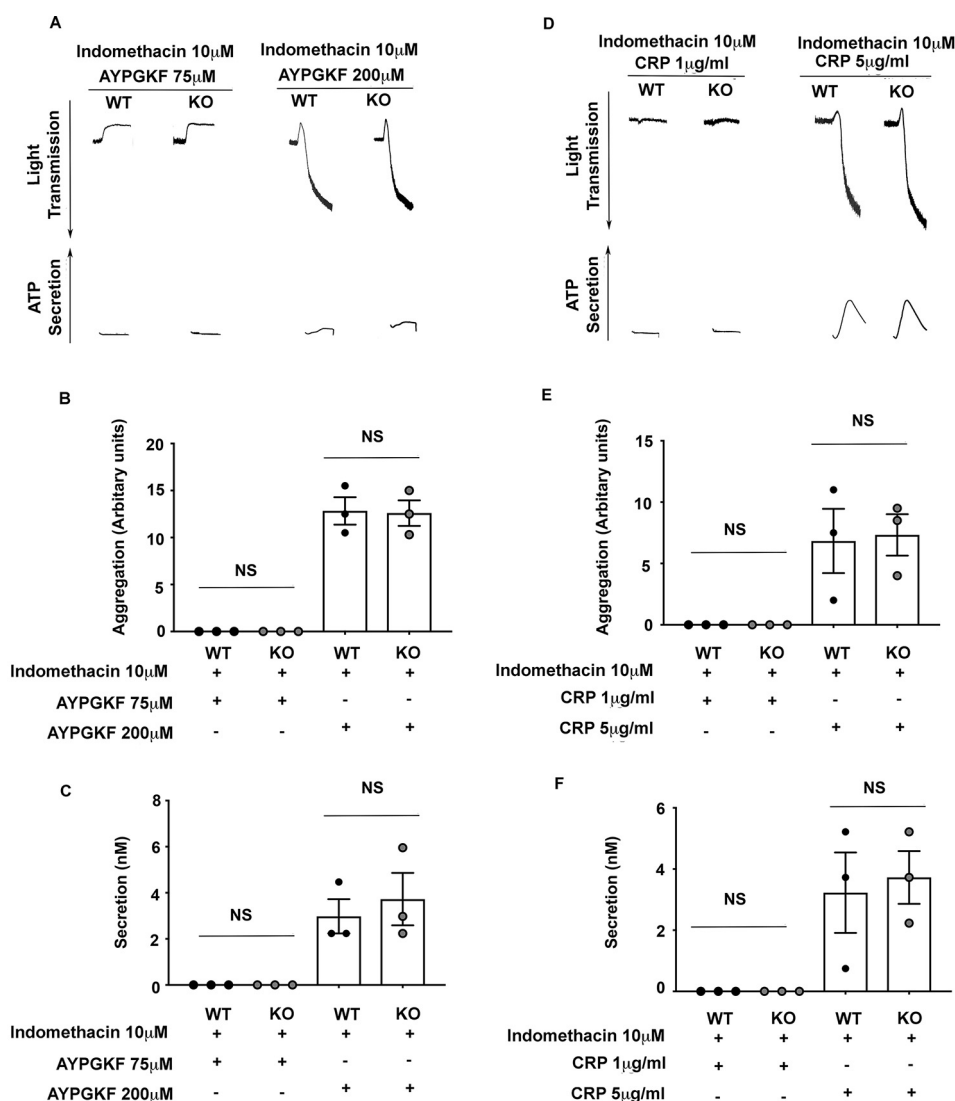 A
Indomethacin 10μM
AYPGKF 75μM
WT KO
Indomethacin 10μM
AYPGKF 200μM
WT KO
Light
Transmission
ATP
Secretion
D
Indomethacin 10μM
CRP 1μg/ml
WT KO
Indomethacin 10μM
CRP 5μg/ml
WT KO
Light
Transmission
ATP
Secretion
B
Aggregation (Arbitary units)
20
15
10
5
0
NS
NS
WT KO WT KO
Indomethacin 10μM + + + +
AYPGKF 75μM + + - -
AYPGKF 200μM - - + +
E
Aggregation (Arbitary units)
15
10
5
0
NS
NS
WT KO WT KO
Indomethacin 10μM + + + +
CRP 1μg/ml + + - -
CRP 5μg/ml - - + +
C
Secretion (nM)
8
6
4
2
0
NS
NS
WT KO WT KO
Indomethacin 10μM + + + +
AYPGKF 75μM + + - -
AYPGKF 200μM - - + +
F
Secretion (nM)
6
4
2
0
NS
NS
WT KO WT KO
Indomethacin 10μM + + + +
CRP 1μg/ml + + - -
CRP 5μg/ml - - + +